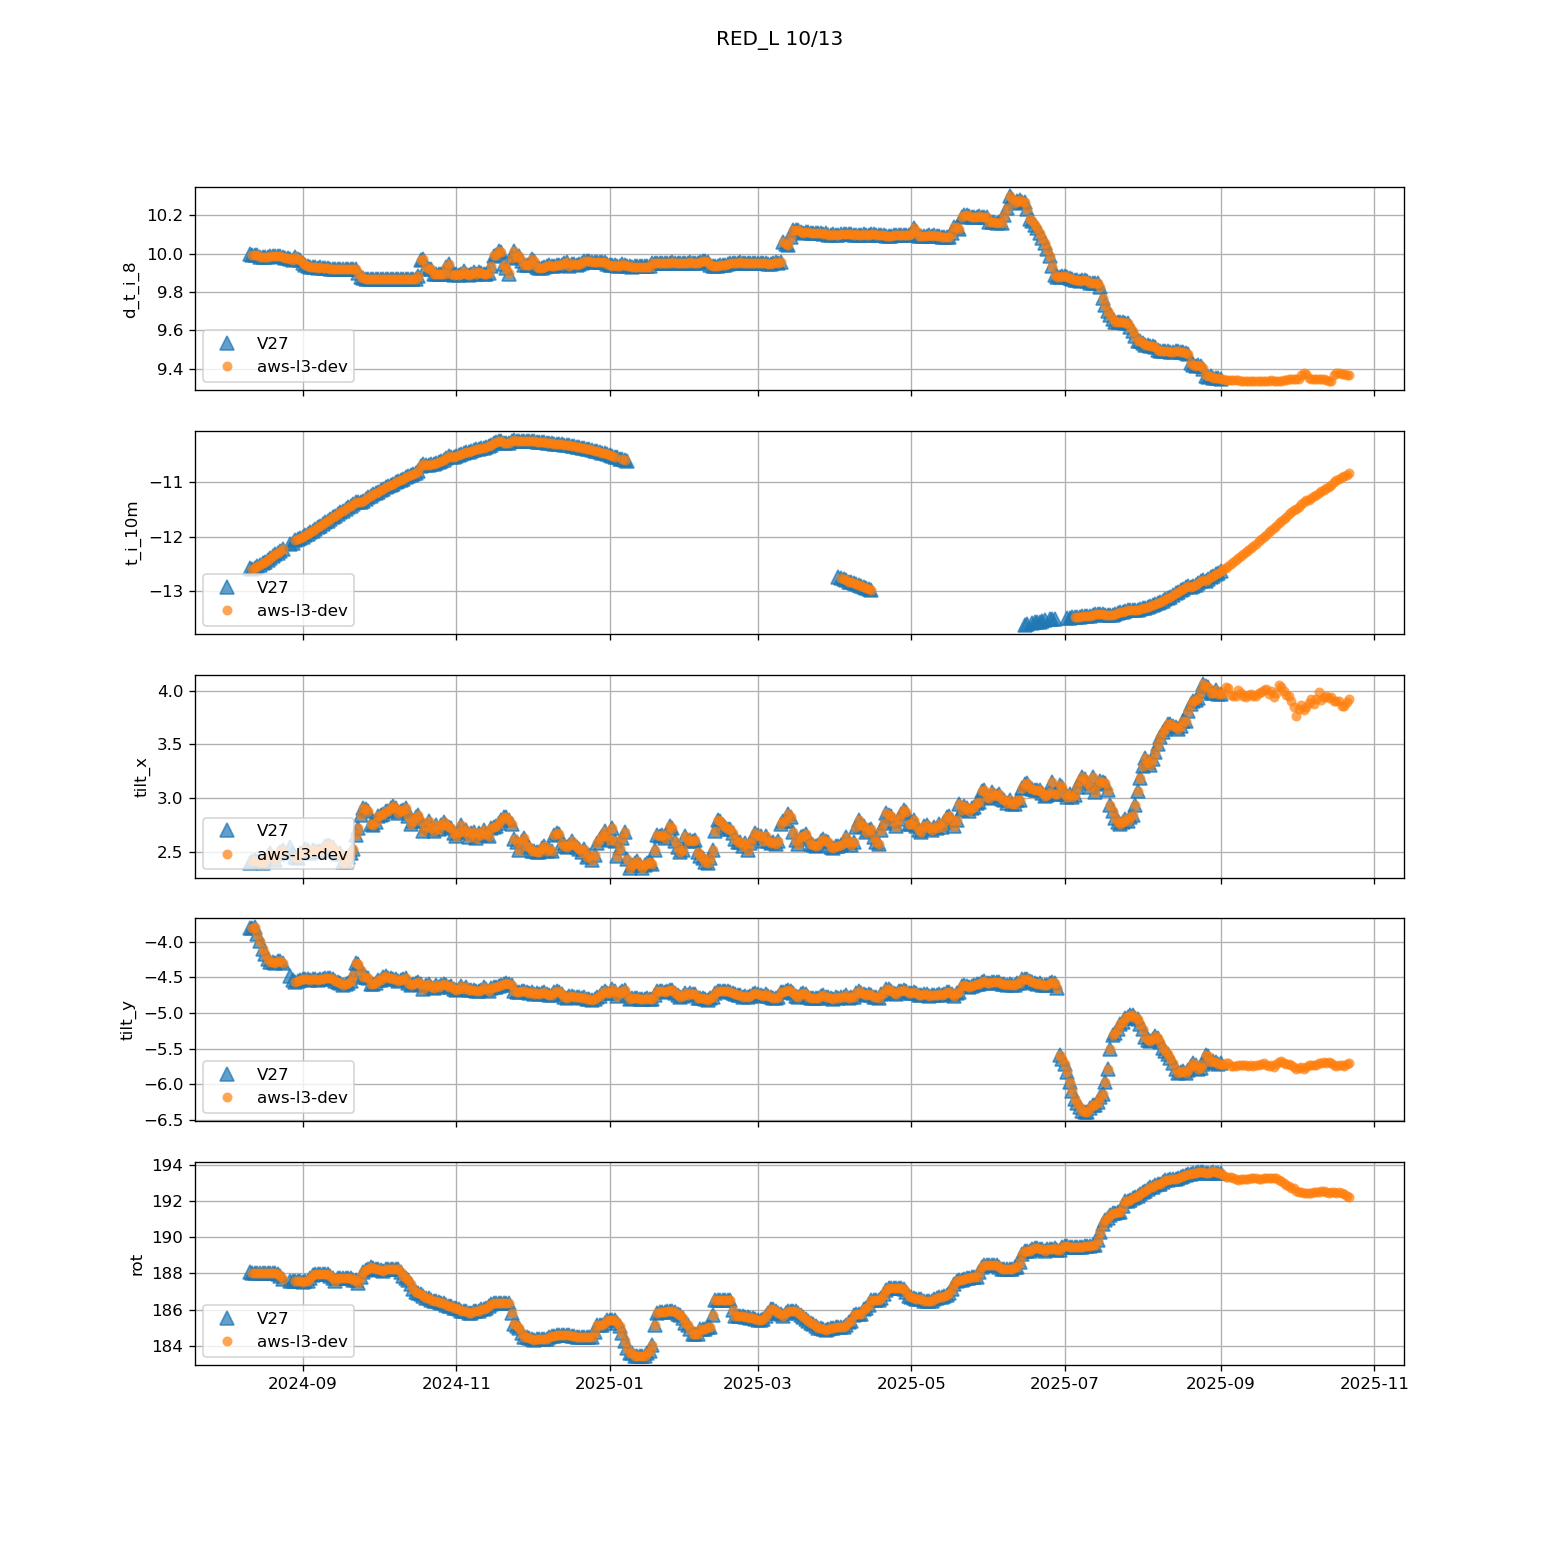 RED_L 10/13
d_t_i_8
10.2
10.0
9.8
9.6
9.4
V27
aws-l3-dev
t_i_10m
−11
−12
−13
V27
aws-l3-dev
tilt_x
4.0
3.5
3.0
2.5
V27
aws-l3-dev
tilt_y
−4.0
−4.5
−5.0
−5.5
−6.0
−6.5
V27
aws-l3-dev
rot
194
192
190
188
186
184
V27
aws-l3-dev
2024-09 2024-11 2025-01 2025-03 2025-05 2025-07 2025-09 2025-11